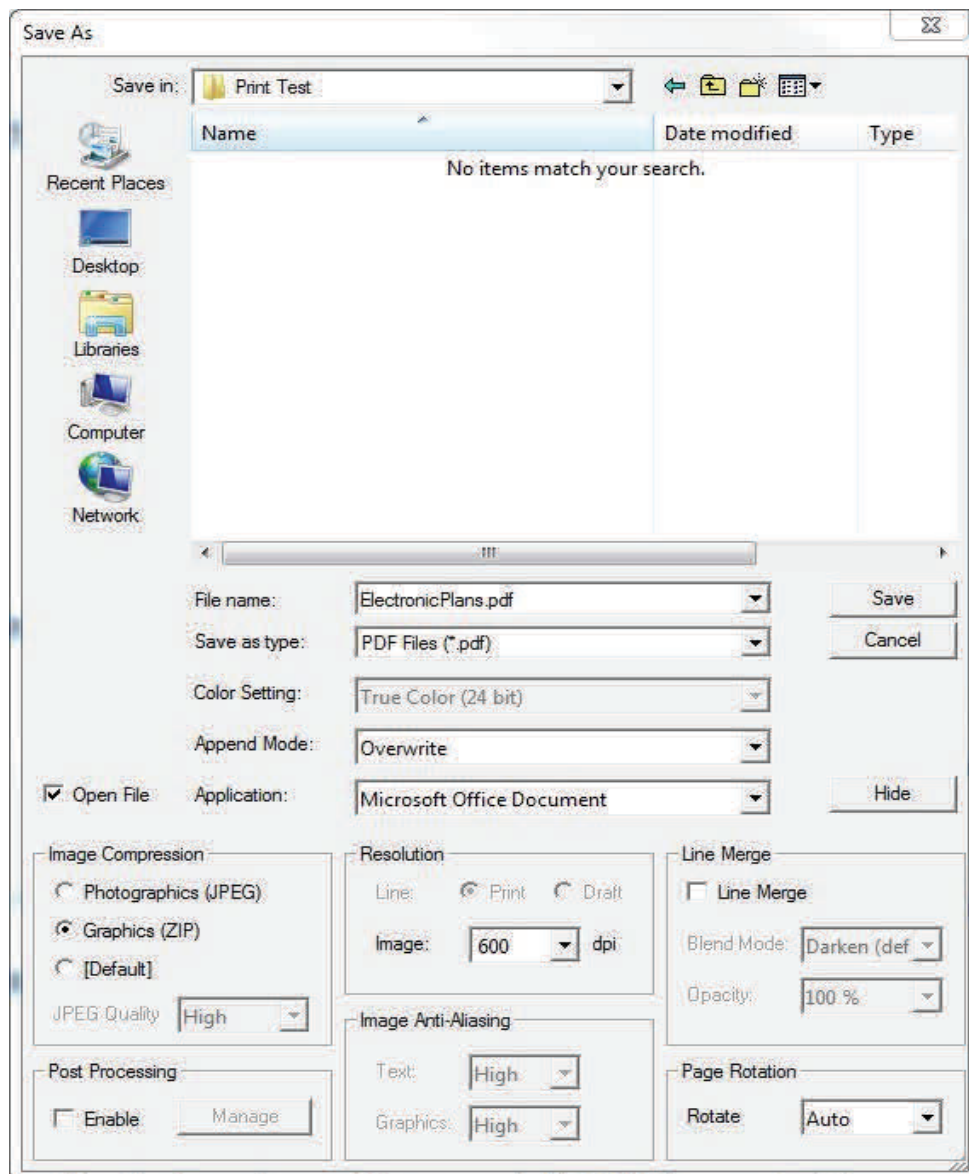 Save As
Save in: Print Test
Name Date modified Type
No items match your search.
Recent Places
Desktop
Libraries
Computer
Network
File name: ElectronicPlans.pdf Save
Save as type: PDF Files (*.pdf) Cancel
Color Setting: True Color (24 bit)
Append Mode: Overwrite
Open File Application: Microsoft Office Document Hide
Image Compression
Photographics (JPEG)
Graphics (ZIP)
[Default]
JPEG Quality High
Resolution
Line: Print Draft
Image: 600 dpi
Line Merge
Line Merge
Blend Mode: Darken (def
Opacity: 100 %
Image Anti-Aliasing
Text: High
Graphics: High
Post Processing
Enable Manage
Page Rotation
Rotate Auto